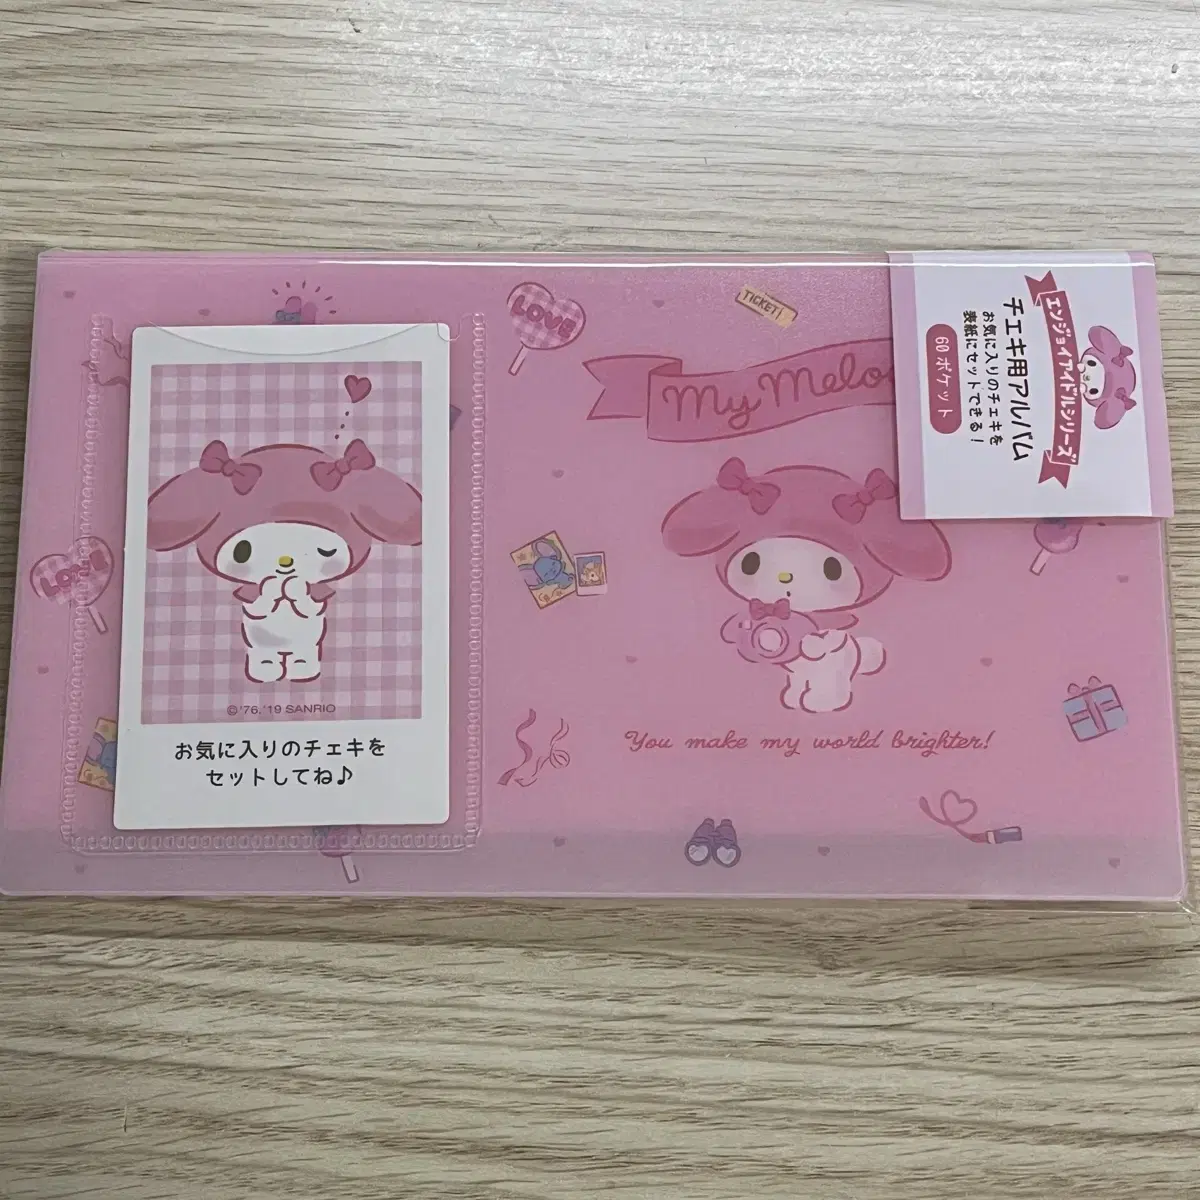 LOVE
TICKET!
My Melo
エンジョイアイドルシリーズ
チェキ用アルバム
お気に入りのチェキを
表紙にセットできる!
60ポケット
©'76,'19 SANRIO
お気に入りのチェキを
セットしてね♪
LOVE
You make my world brighter!